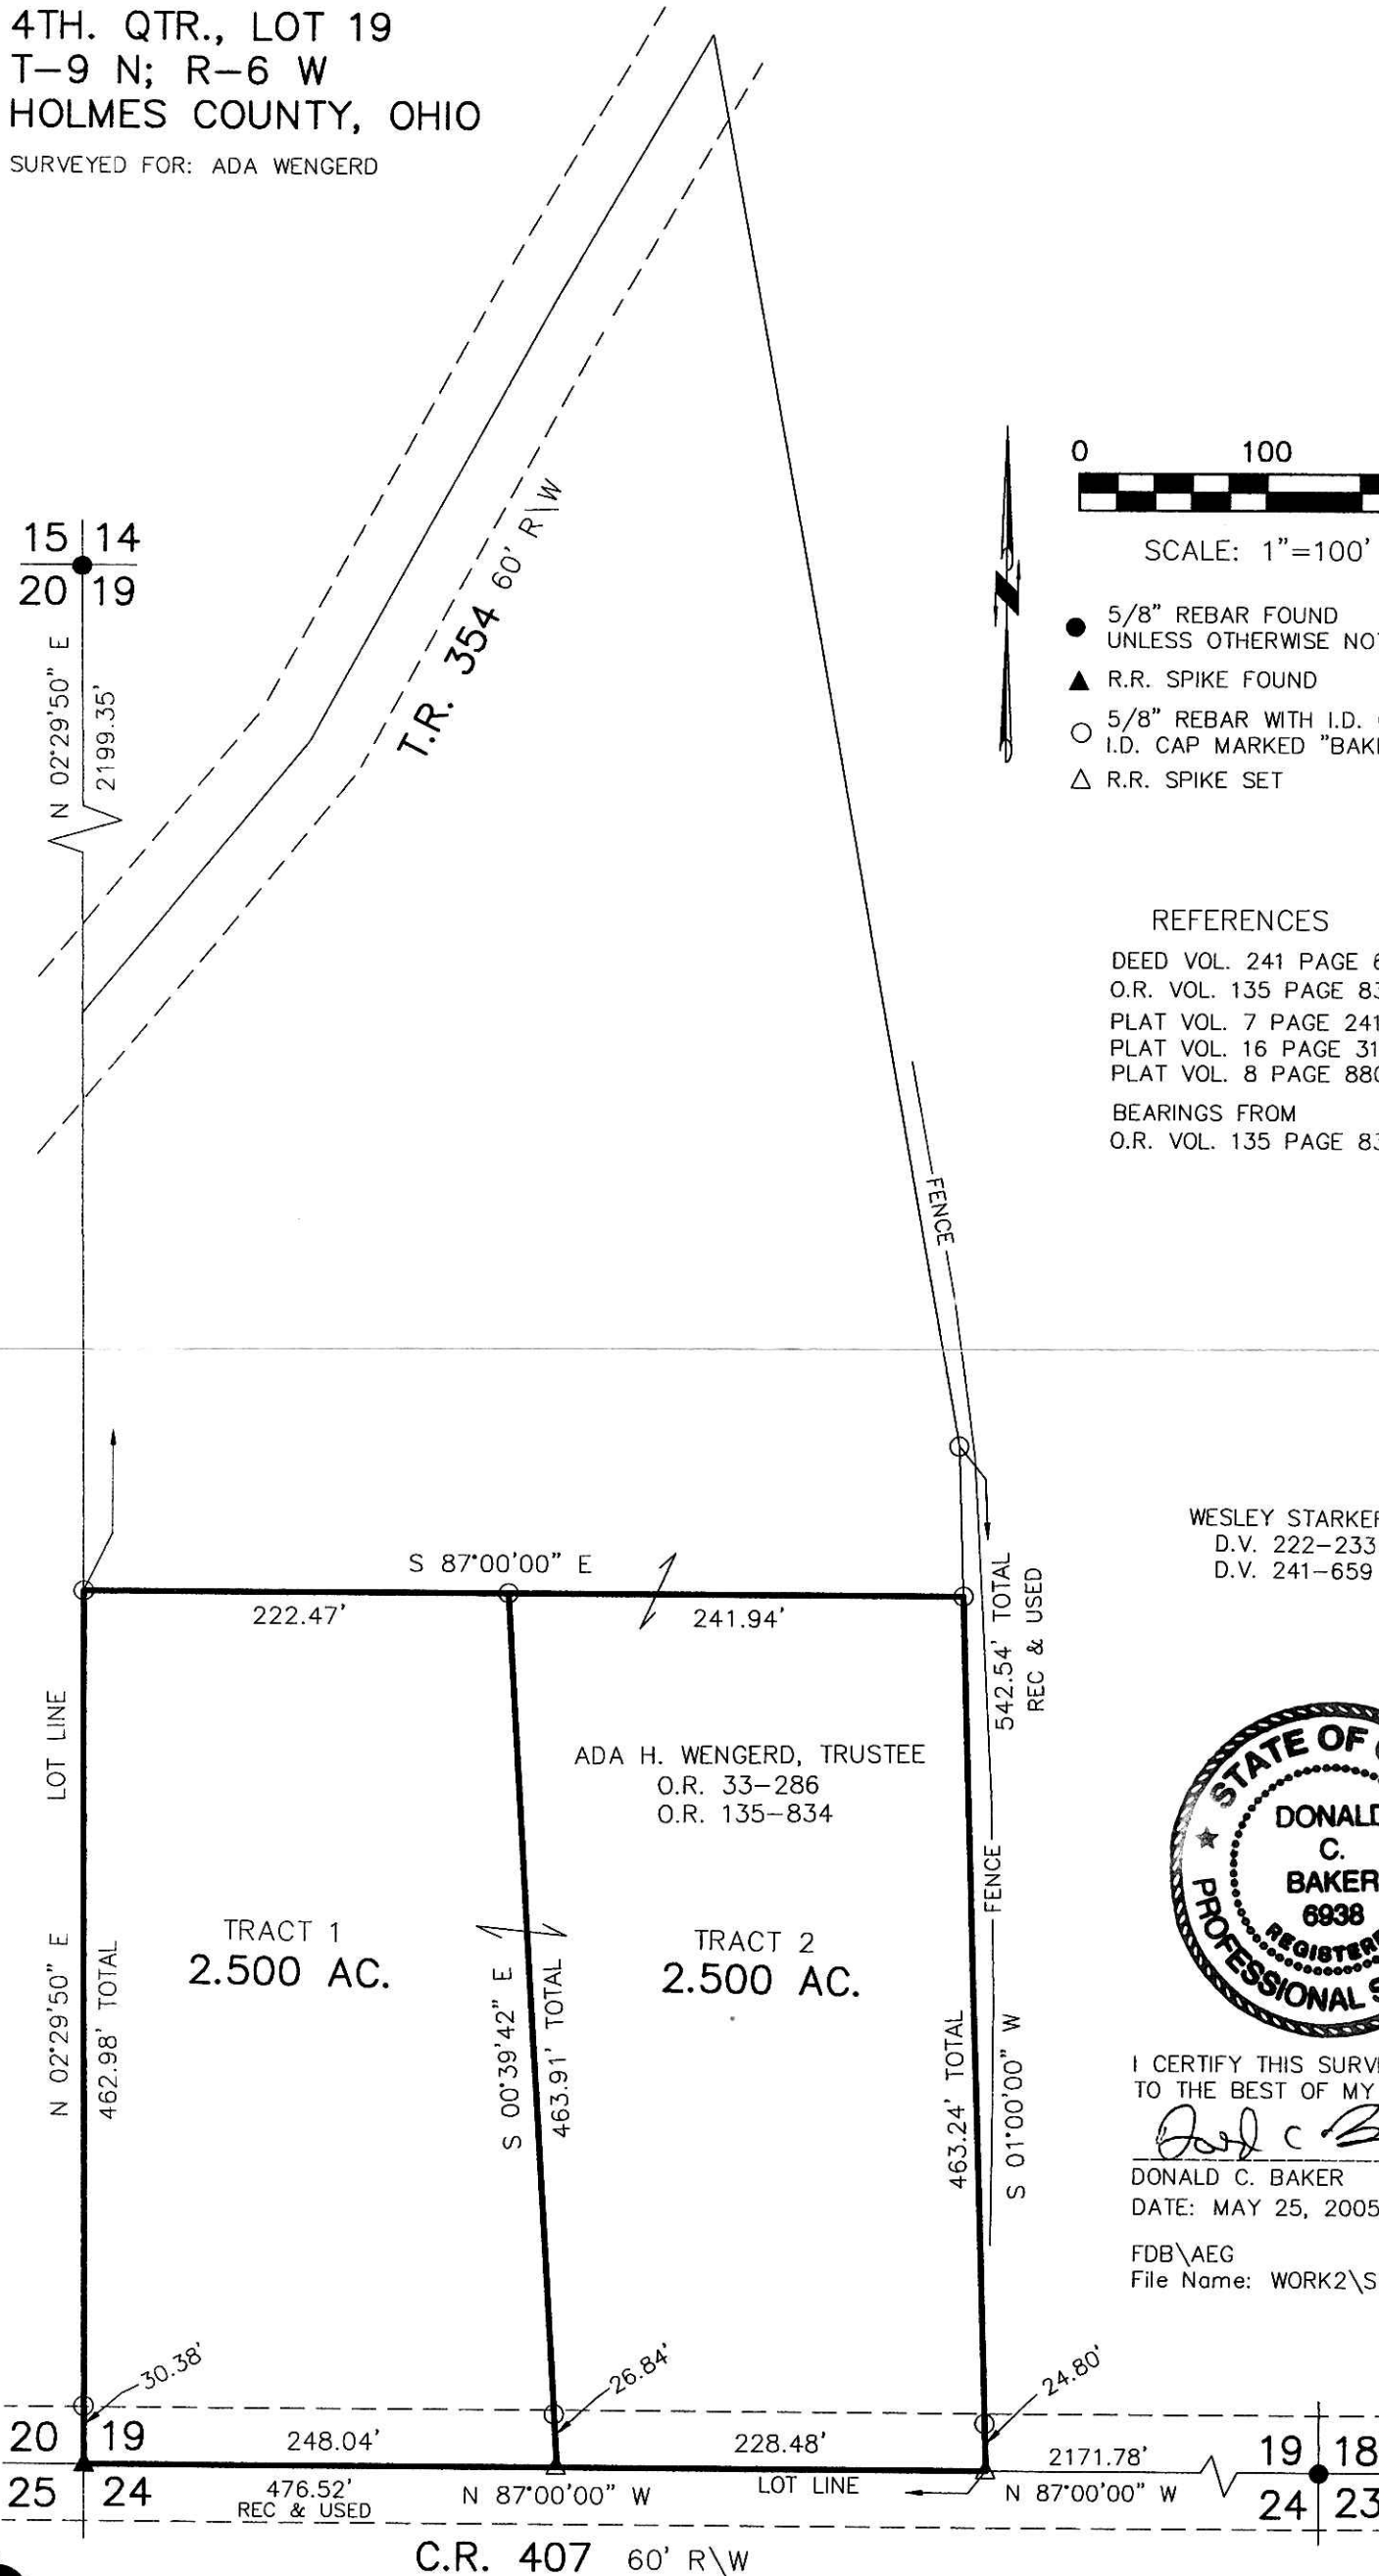 4TH. QTR., LOT 19
T-9 N; R-6 W
HOLMES COUNTY, OHIO
SURVEYED FOR: ADA WENGERD
0 100
SCALE: 1"=100'
15 14
20 19
N 02°29'50" E
2199.35'
T.R. 354 60' R\W
5/8" REBAR FOUND
UNLESS OTHERWISE
R.R. SPIKE FOUND
5/8" REBAR WITH I.D.
I.D. CAP MARKED
R.R. SPIKE SET
REFERENCES
DEED VOL. 241 PAGE
O.R. VOL. 135 PAGE
PLAT VOL. 7 PAGE 241
PLAT VOL. 16 PAGE 31
PLAT VOL. 8 PAGE 880
BEARINGS FROM
O.R. VOL. 135 PAGE
FENCE
WESLEY
D.V. 222-233
D.V. 241-659
S 87°00'00" E
222.47'
241.94'
542.54' TOTAL
REC & USED
LOT LINE
ADA H. WENGERD, TRUSTEE
O.R. 33-286
O.R. 135-834
STATE OF
DONALD
C.
BAKER
6938
PROFESSIONAL
FENCE
TRACT 1
2.500 AC.
TRACT 2
2.500 AC.
N 02°29'50" E
462.98' TOTAL
S 00°39'42" E
463.91' TOTAL
463.24' TOTAL
S 01°00'00" W
I CERTIFY THIS
TO THE BEST OF MY
DONALD C. BAKER
DATE: MAY 25, 2005
FDB\AEG
File Name:
30.38'
26.84'
24.80'
20 19
25 24
248.04'
228.48'
2171.78'
476.52'
REC & USED
N 87°00'00" W
LOT LINE
N 87°00'00" W
19 18
24 23
C.R. 407 60' R\W